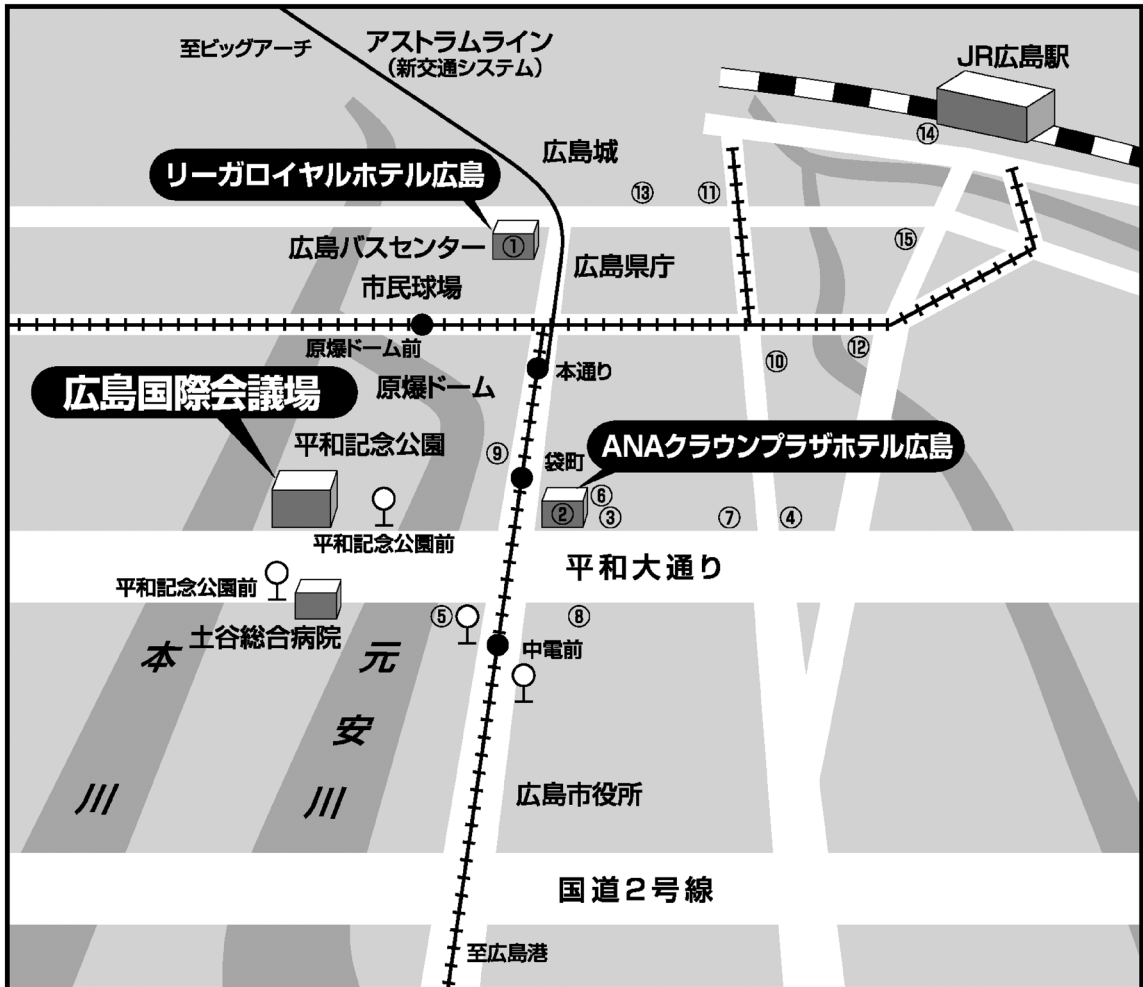 至ビッグアーチ
アストラムライン
(新交通システム)
JR広島駅
⑭
広島城
リーガロイヤルホテル広島
⑬
⑪
⑮
①
広島バスセンター
広島県庁
市民球場
原爆ドーム前
⑫
⑩
本通り
原爆ドーム
広島国際会議場
平和記念公園
⑨
袋町
ANAクラウンプラザホテル広島
⑥
②
③
⑦
④
平和記念公園前
平和大通り
平和記念公園前
土谷総合病院
⑤
⑧
中電前
本川
元安川
広島市役所
国道2号線
至広島港